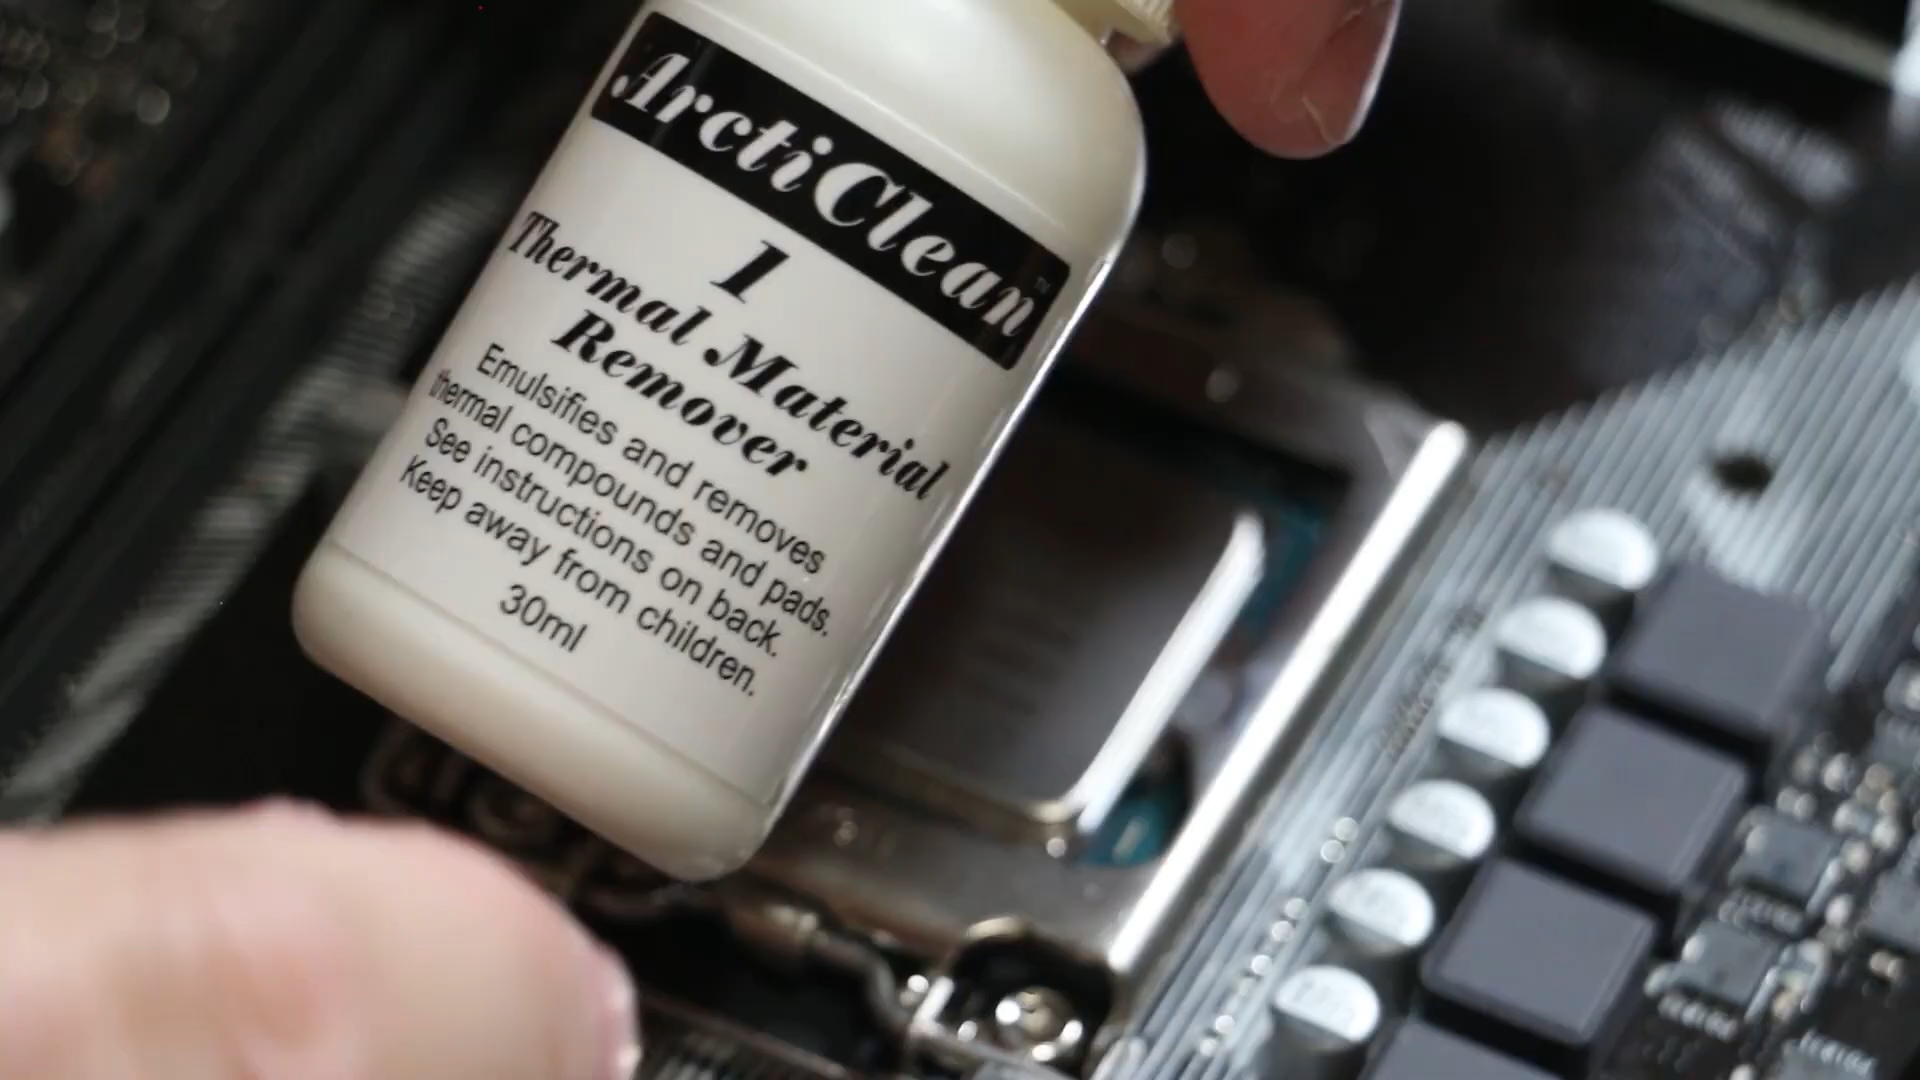 ArctiClean™
1
Thermal Material
Remover
Emulsifies and removes
thermal compounds and pads.
See instructions on back.
Keep away from children.
30ml